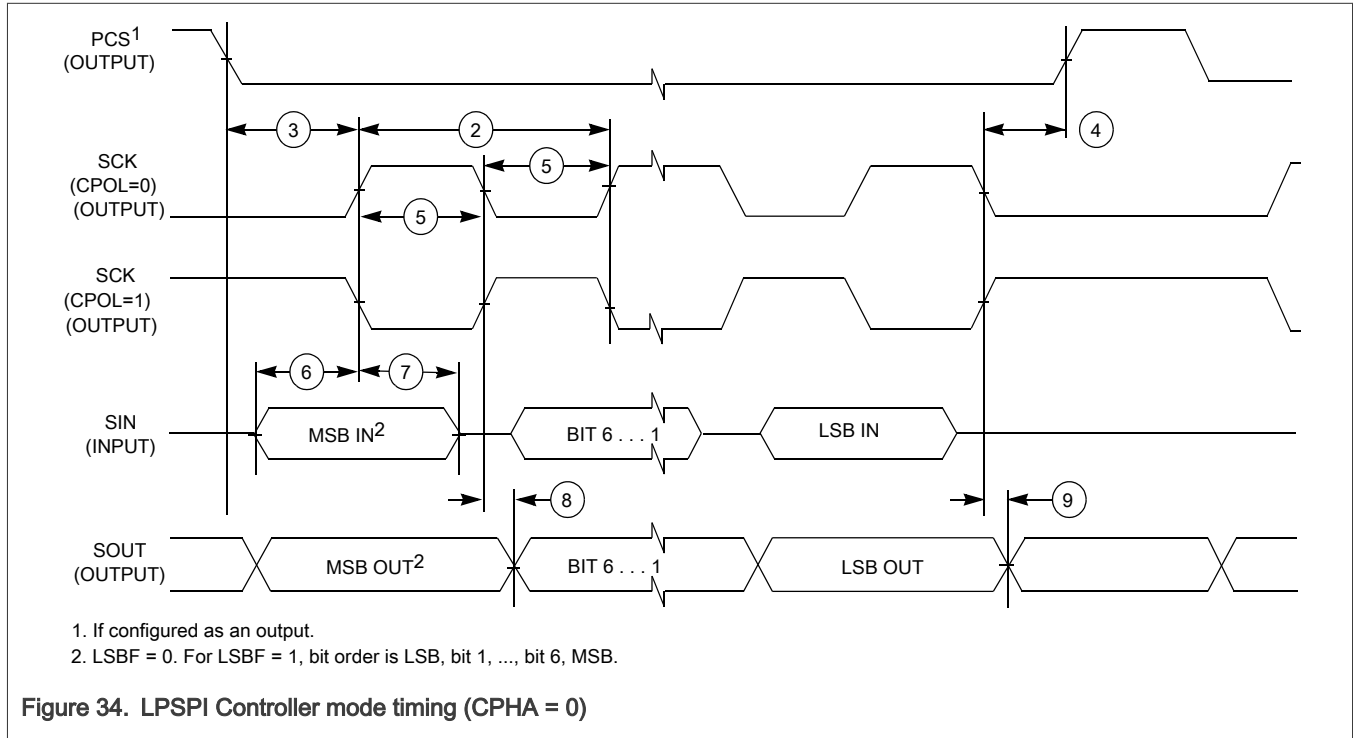 PCS1
(OUTPUT)
3
2
4
SCK
(CPOL=0)
(OUTPUT)
5
5
SCK
(CPOL=1)
(OUTPUT)
6
7
SIN
(INPUT)
MSB IN2
BIT 6 . . . 1
LSB IN
8
9
SOUT
(OUTPUT)
MSB OUT2
BIT 6 . . . 1
LSB OUT
1. If configured as an output.
2. LSBF = 0. For LSBF = 1, bit order is LSB, bit 1, ..., bit 6, MSB.
Figure 34. LPSPI Controller mode timing (CPHA = 0)